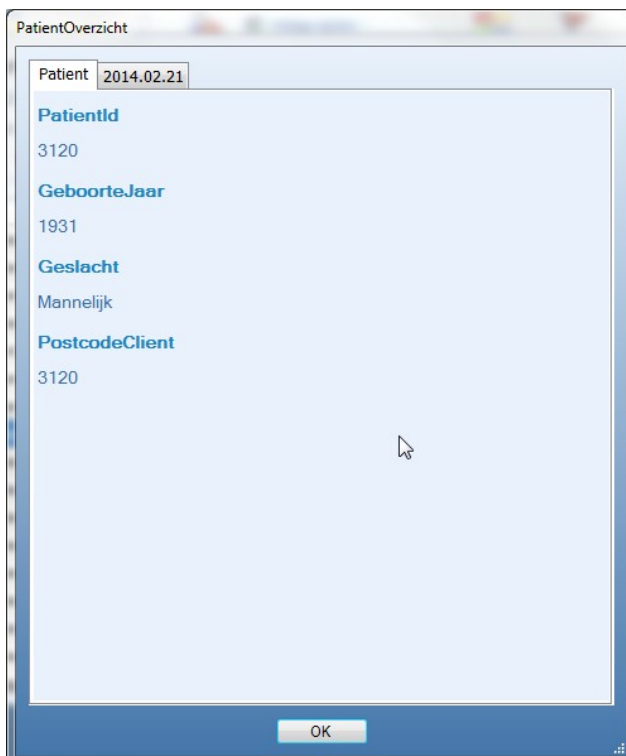 PatientOverzicht
Patient 2014.02.21
PatientId
3120
GeboorteJaar
1931
Geslacht
Mannelijk
PostcodeClient
3120
OK